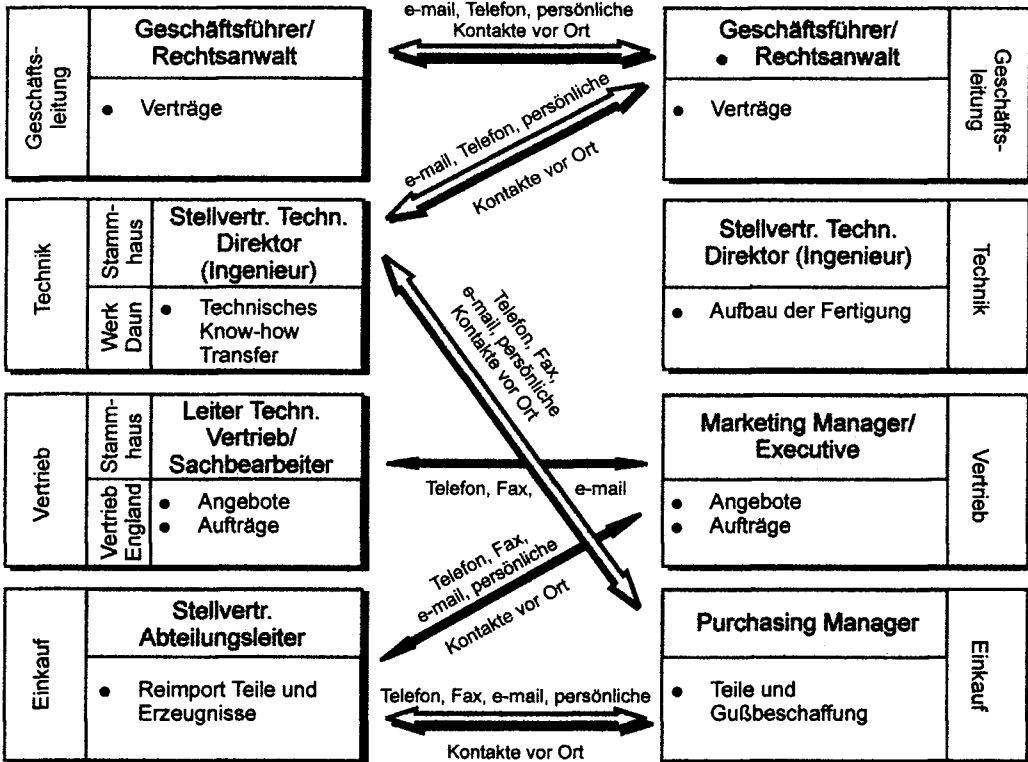 e-mail, Telefon, persönliche
Kontakte vor Ort
Geschäfts-
leitung
Geschäftsführer/
Rechtsanwalt
• Verträge
Geschäftsführer/
• Rechtsanwalt
• Verträge
Geschäfts-
leitung
e-mail, Telefon, persönliche
Kontakte vor Ort
Technik
Stamm-
haus
Werk
Daun
Stellvertr. Techn.
Direktor
(Ingenieur)
• Technisches
Know-how
Transfer
Stellvertr. Techn.
Direktor (Ingenieur)
• Aufbau der Fertigung
Technik
Telefon, Fax,
e-mail, persönliche
Kontakte vor Ort
Vertrieb
Stamm-
haus
Vertrieb
England
Leiter Techn.
Vertrieb/
Sachbearbeiter
• Angebote
• Aufträge
Telefon, Fax, e-mail
Marketing Manager/
Executive
• Angebote
• Aufträge
Vertrieb
Telefon, Fax,
e-mail, persönliche
Kontakte vor Ort
Einkauf
Stellvertr.
Abteilungsleiter
• Reimport Teile und
Erzeugnisse
Telefon, Fax, e-mail, persönliche
Kontakte vor Ort
Purchasing Manager
• Teile und
Gußbeschaffung
Einkauf